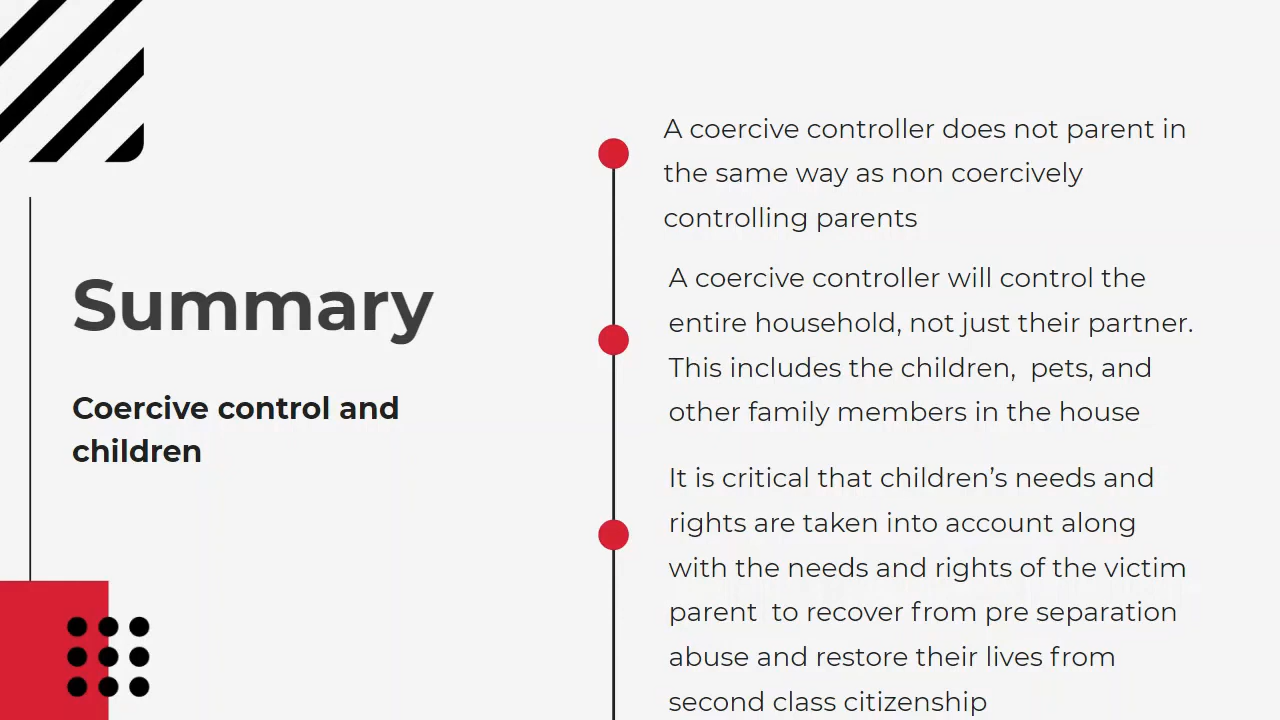 Summary
Coercive control and
children
A coercive controller does not parent in
the same way as non coercively
controlling parents
A coercive controller will control the
entire household, not just their partner.
This includes the children,  pets, and
other family members in the house
It is critical that children’s needs and
rights are taken into account along
with the needs and rights of the victim
parent  to recover from pre separation
abuse and restore their lives from
second class citizenship